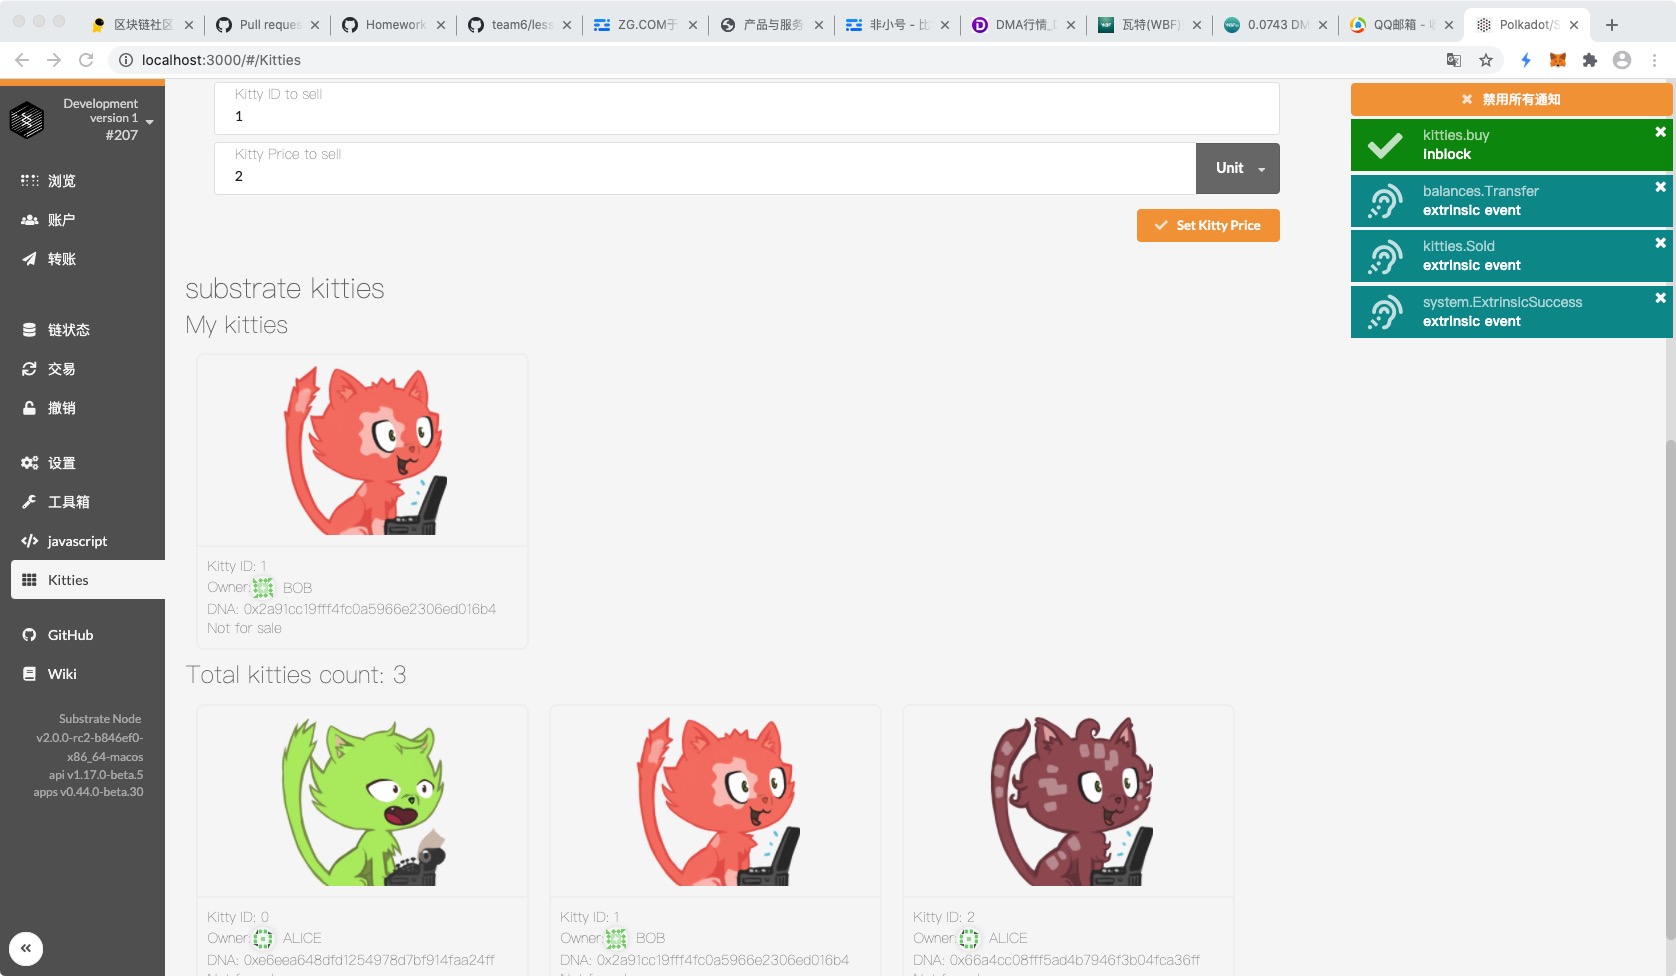 区块链社区
Pull reques
Homework
team6/less
ZG.COM于
产品与服务
非小号 - 比
DMA行情_D
瓦特(WBF)
0.0743 DM
QQ邮箱 -
Polkadot/S
localhost:3000/#/Kitties
Development
version 1
#207
浏览
账户
转账
链状态
交易
撤销
设置
工具箱
javascript
Kitties
GitHub
Wiki
Substrate Node
v2.0.0-rc2-b846ef0-
x86_64-macos
api v1.17.0-beta.5
apps v0.44.0-beta.30
Kitty ID to sell
1
Kitty Price to sell
2
Unit
Set Kitty Price
substrate kitties
My kitties
Kitty ID: 1
Owner: BOB
DNA: 0x2a91cc19fff4fc0a5966e2306ed016b4
Not for sale
Total kitties count: 3
Kitty ID: 0
Owner: ALICE
DNA: 0xe6eea648dfd1254978d7bf914faa24ff
Kitty ID: 1
Owner: BOB
DNA: 0x2a91cc19fff4fc0a5966e2306ed016b4
Kitty ID: 2
Owner: ALICE
DNA: 0x66a4cc08fff5ad4b7946f3b04fca36ff
禁用所有通知
kitties.buy
inblock
balances.Transfer
extrinsic event
kitties.Sold
extrinsic event
system.ExtrinsicSuccess
extrinsic event